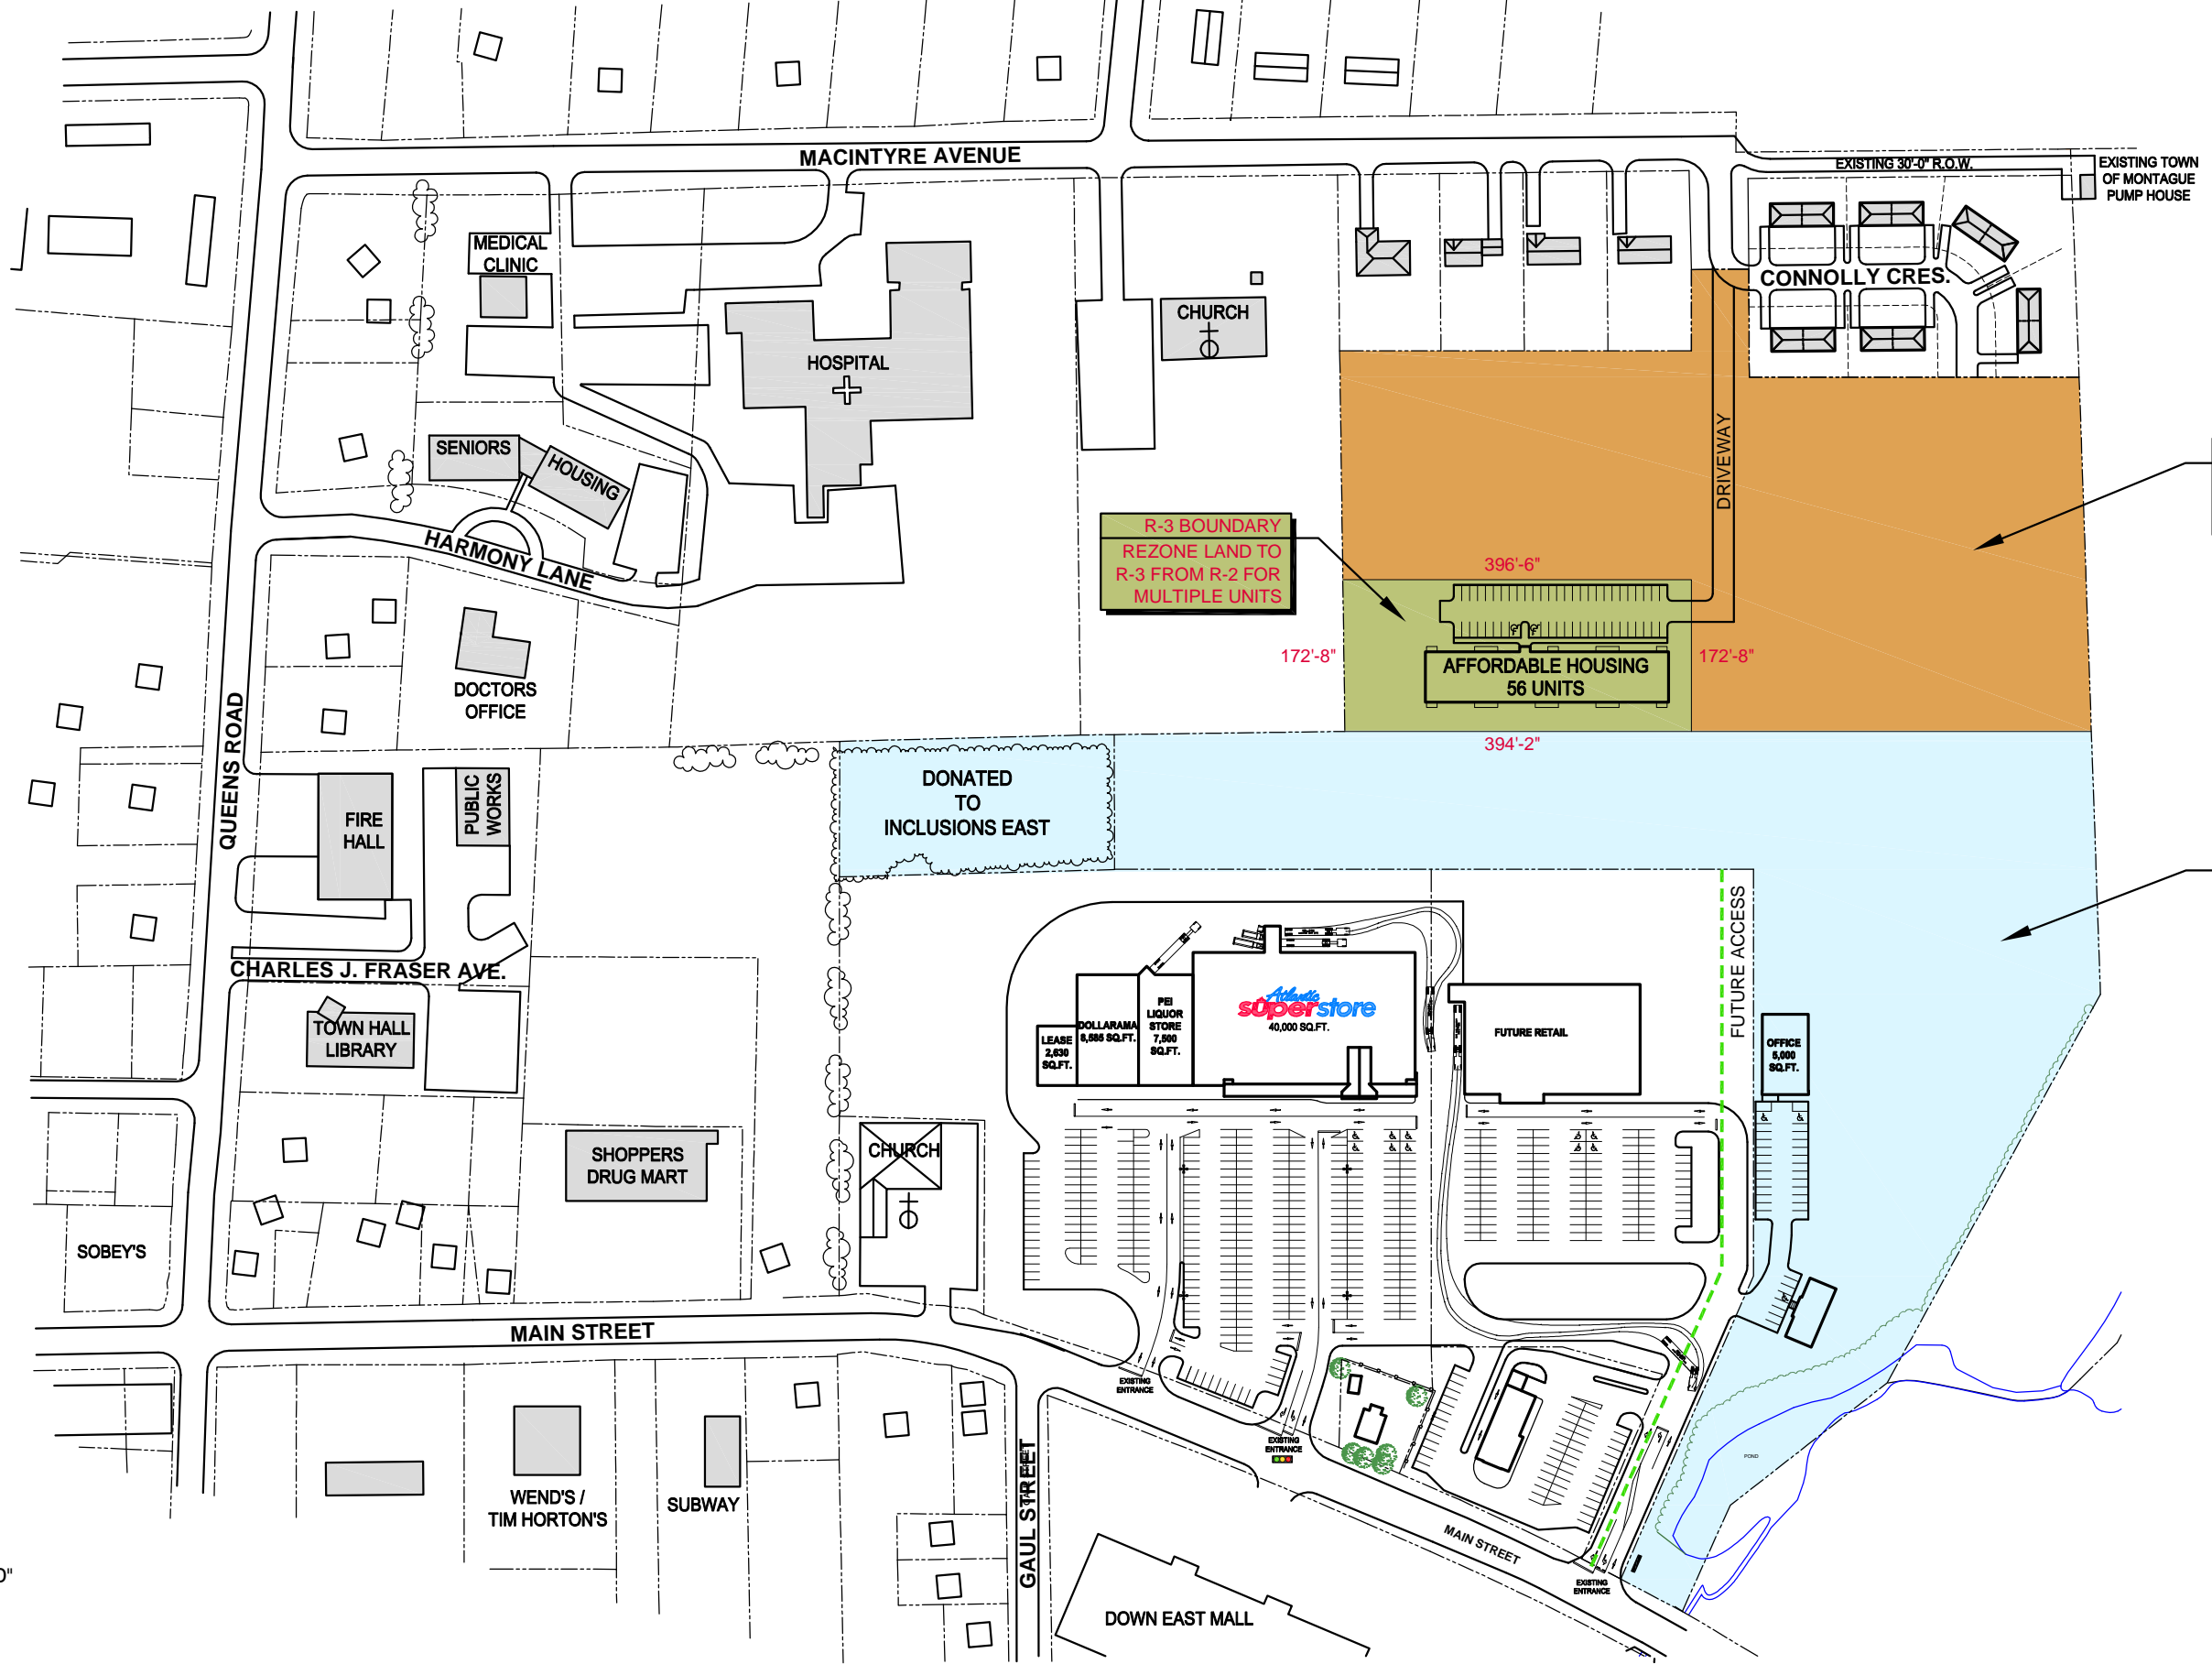 MACINTYRE AVENUE
EXISTING 30'-0" R.O.W.
EXISTING TOWN
OF MONTAGUE
PUMP HOUSE
MEDICAL
CLINIC
CONNOLLY CRES.
CHURCH
HOSPITAL
SENIORS
HOUSING
DRIVEWAY
HARMONY LANE
R-3 BOUNDARY
REZONE LAND TO
R-3 FROM R-2 FOR
MULTIPLE UNITS
396'-6"
172'-8"
172'-8"
AFFORDABLE HOUSING
56 UNITS
394'-2"
DOCTORS
OFFICE
QUEENS ROAD
FIRE
HALL
PUBLIC
WORKS
DONATED
TO
INCLUSIONS EAST
FUTURE ACCESS
CHARLES J. FRASER AVE.
TOWN HALL
LIBRARY
LEASE
2,630
SQ.FT.
DOLLARAMA
8,585 SQ.FT.
PEI
LIQUOR
STORE
7,500
SQ.FT.
Atlantic
superstore
40,000 SQ.FT.
FUTURE RETAIL
OFFICE
5,000
SQ.FT.
SHOPPERS
DRUG MART
CHURCH
SOBEY'S
MAIN STREET
EXISTING
ENTRANCE
EXISTING
ENTRANCE
EXISTING
ENTRANCE
POND
WEND'S /
TIM HORTON'S
SUBWAY
GAUL STREET
MAIN STREET
DOWN EAST MALL
0"